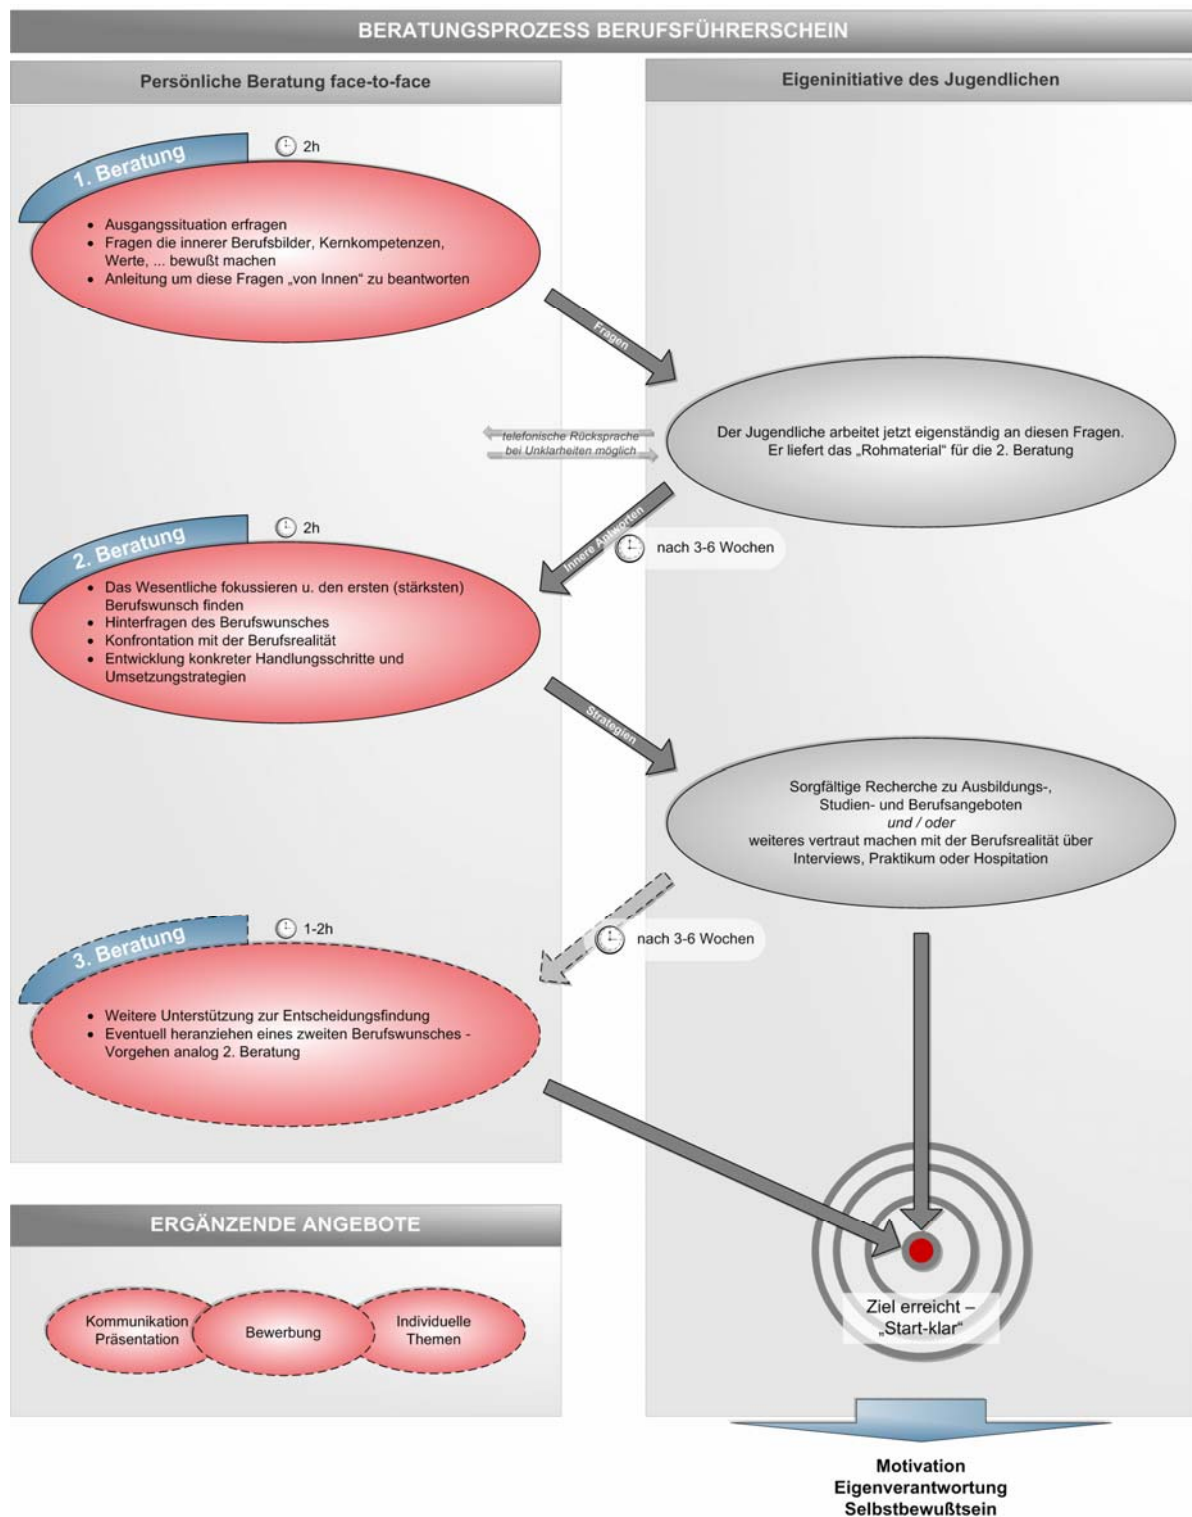 BERATUNGSPROZESS BERUFSFÜHRERSCHEIN
Persönliche Beratung face-to-face
Eigeninitiative des Jugendlichen
1. Beratung
2h
• Ausgangssituation erfragen
• Fragen die innerer Berufsbilder, Kernkompetenzen,
Werte, ... bewußt machen
• Anleitung um diese Fragen „von Innen“ zu beantworten
Fragen
Der Jugendliche arbeitet jetzt eigenständig an diesen Fragen.
Er liefert das „Rohmaterial“ für die 2. Beratung
telefonische Rücksprache
bei Unklarheiten möglich
Innere Antworten
nach 3-6 Wochen
2. Beratung
2h
• Das Wesentliche fokussieren u. den ersten (stärksten)
Berufswunsch finden
• Hinterfragen des Berufswunsches
• Konfrontation mit der Berufsrealität
• Entwicklung konkreter Handlungsschritte und
Umsetzungstrategien
Strategien
Sorgfältige Recherche zu Ausbildungs-,
Studien- und Berufsangeboten
und / oder
weiteres vertraut machen mit der Berufsrealität über
Interviews, Praktikum oder Hospitation
nach 3-6 Wochen
3. Beratung
1-2h
• Weitere Unterstützung zur Entscheidungsfindung
• Eventuell heranziehen eines zweiten Berufswunsches -
Vorgehen analog 2. Beratung
ERGÄNZENDE ANGEBOTE
Kommunikation
Präsentation
Bewerbung
Individuelle
Themen
Ziel erreicht –
„Start-klar“
Motivation
Eigenverantwortung
Selbstbewußtsein